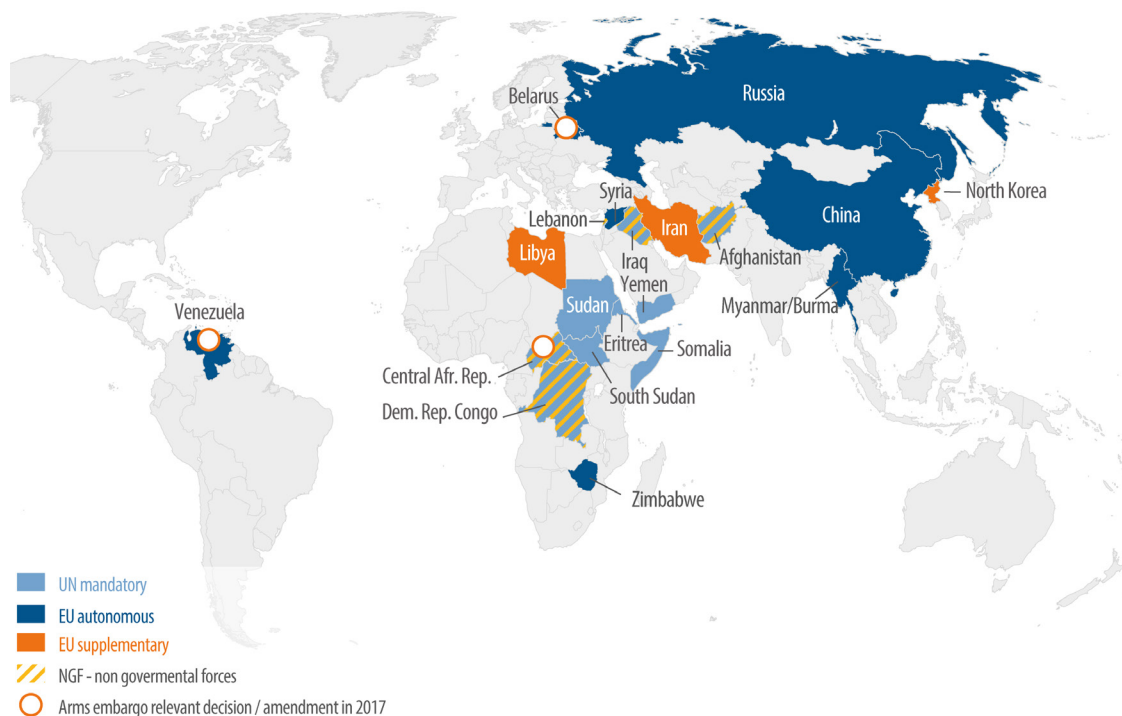 Belarus
Russia
Syria
North Korea
Lebanon
Iran
China
Libya
Iraq
Afghanistan
Yemen
Sudan
Myanmar/Burma
Venezuela
Eritrea
Somalia
Central Afr. Rep.
South Sudan
Dem. Rep. Congo
Zimbabwe
UN mandatory
EU autonomous
EU supplementary
NGF - non govermental forces
Arms embargo relevant decision / amendment in 2017